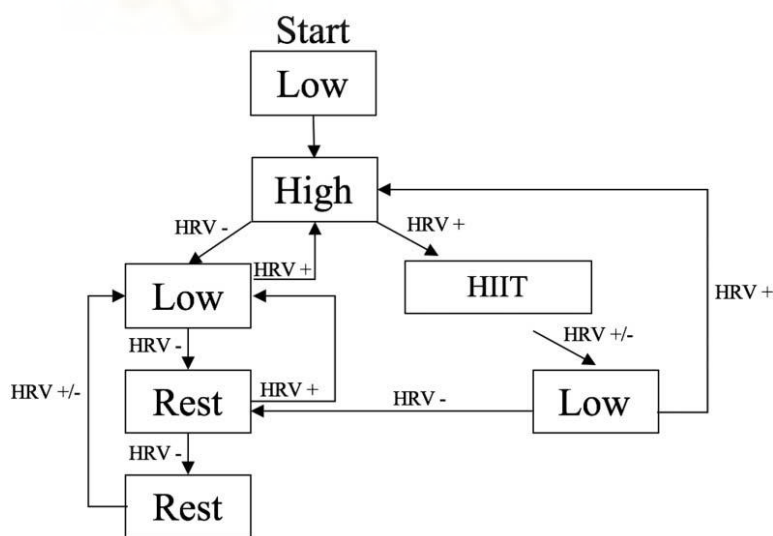 Start
Low
High
HRV -
HRV +
HRV +
HIIT
Low
HRV +
HRV -
HRV +/-
HRV +/-
Rest
HRV +
HRV -
Low
HRV -
Rest